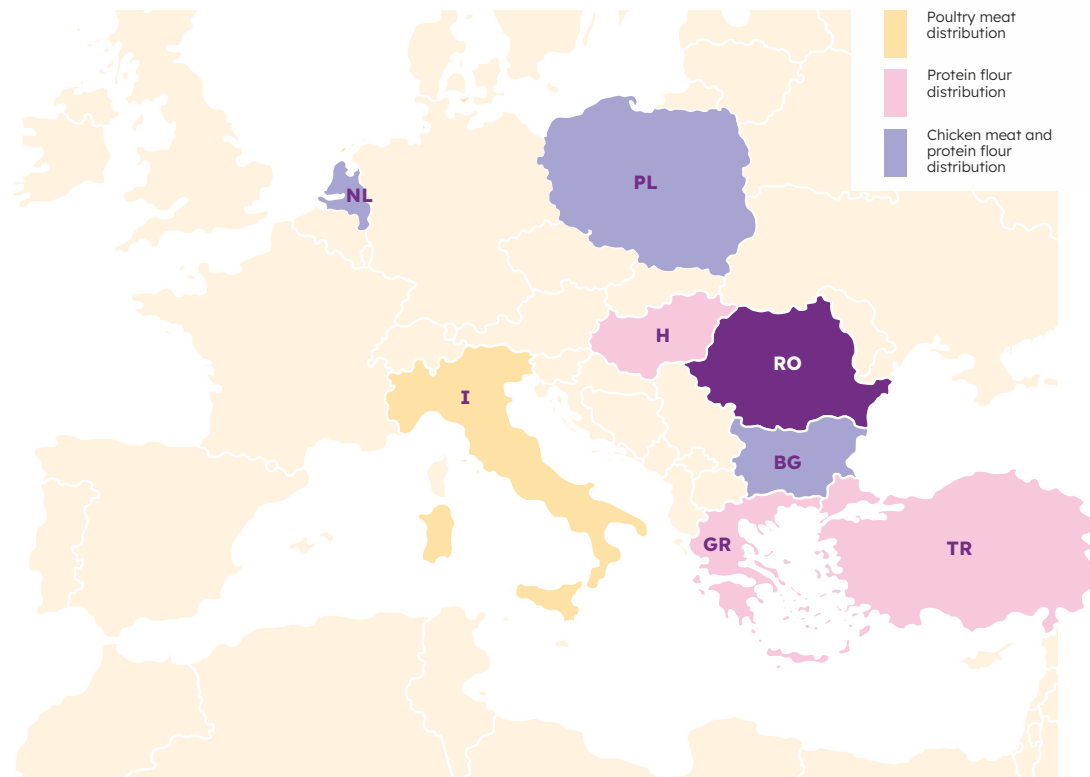 Poultry meat
distribution
Protein flour
distribution
Chicken meat and
protein flour
distribution
PL
NL
H
RO
I
BG
GR
TR